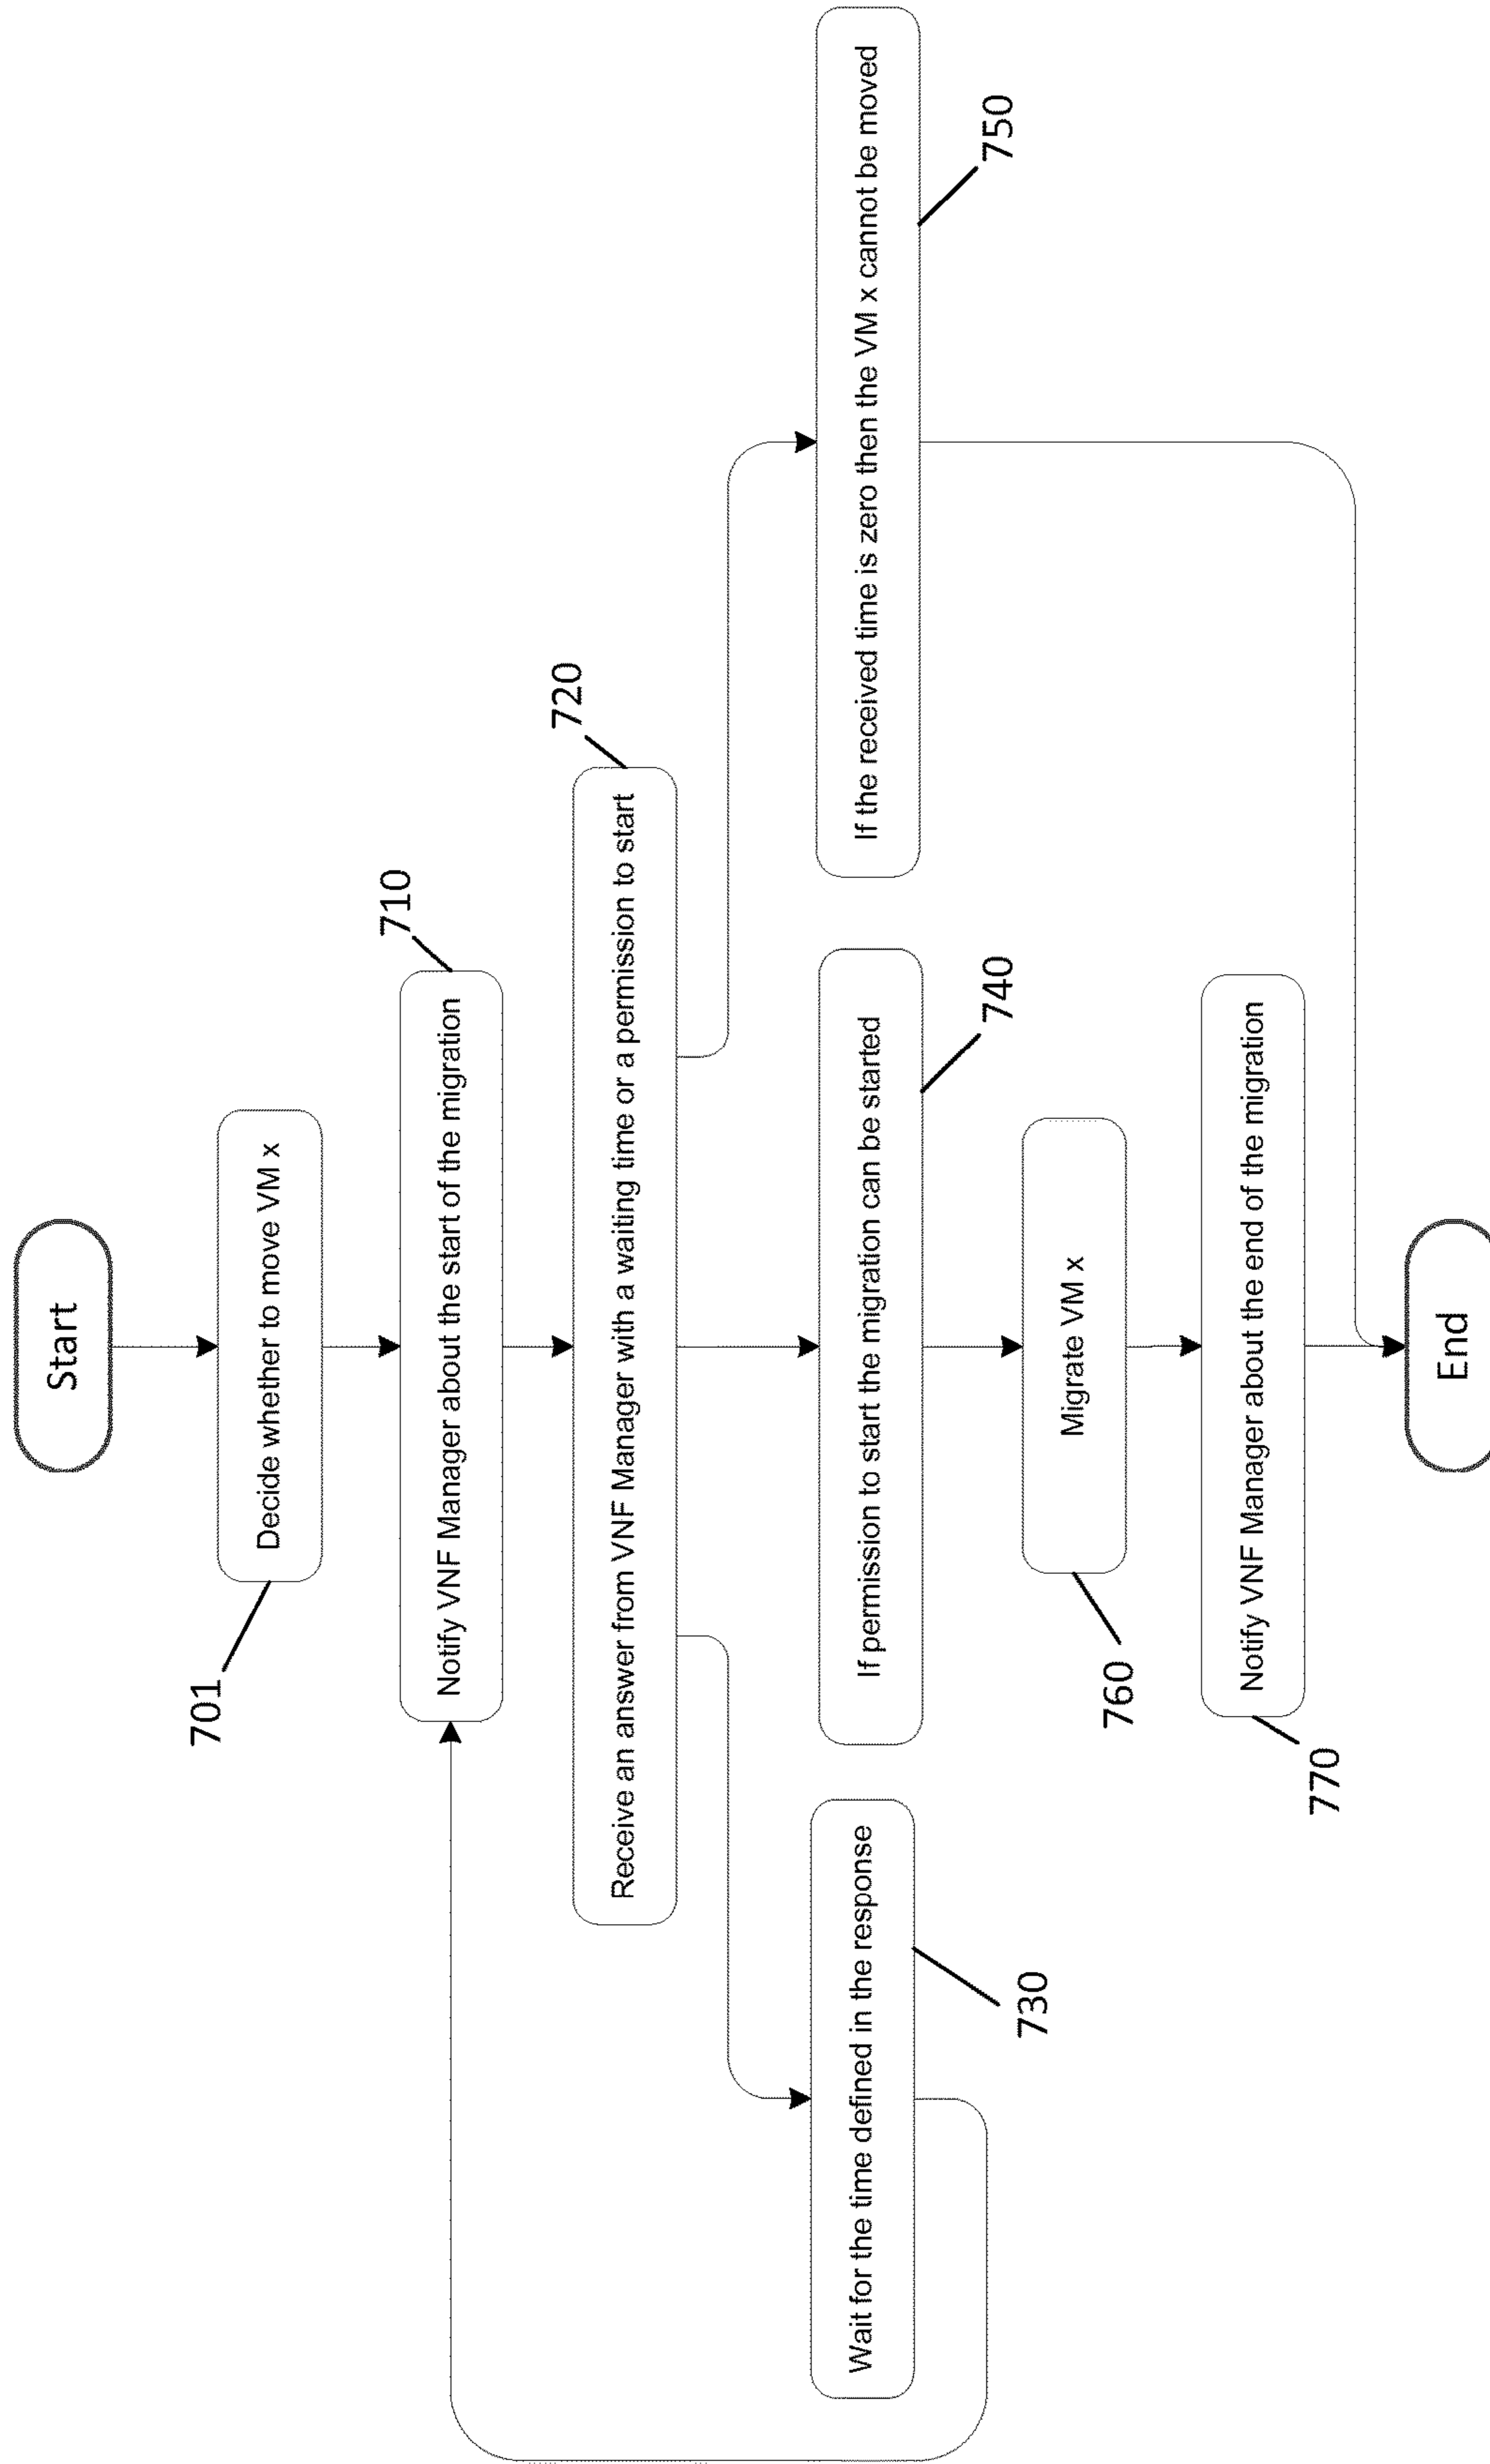 Start
Decide whether to move VM x
701
Notify VNF Manager about the start of the migration
710
Receive an answer from VNF Manager with a waiting time or a permission to start
720
Wait for the time defined in the response
730
If permission to start the migration can be started
740
If the received time is zero then the VM x cannot be moved
750
Migrate VM x
760
Notify VNF Manager about the end of the migration
770
End